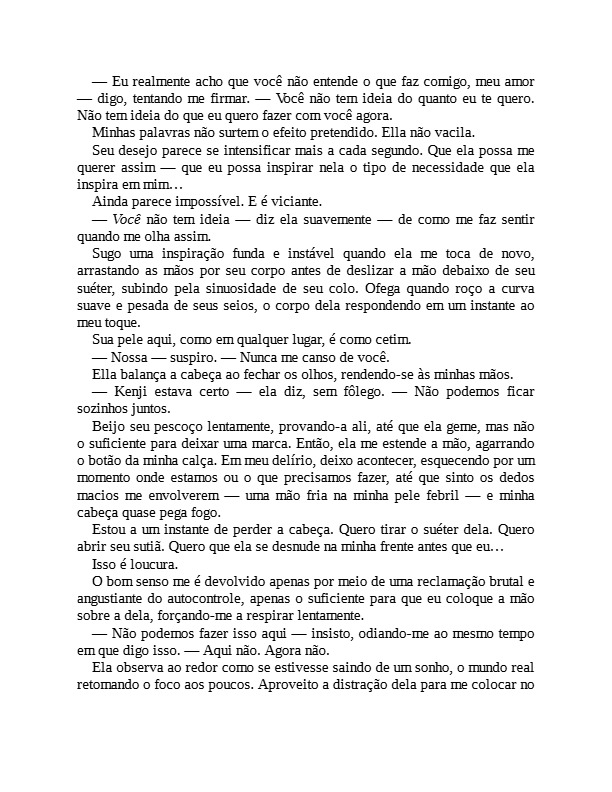 — Eu realmente acho que você não entende o que faz comigo, meu amor
— digo, tentando me firmar. — Você não tem ideia do quanto eu te quero.
Não tem ideia do que eu quero fazer com você agora.
Minhas palavras não surtem o efeito pretendido. Ella não vacila.
Seu desejo parece se intensificar mais a cada segundo. Que ela possa me
querer assim — que eu possa inspirar nela o tipo de necessidade que ela
inspira em mim…
Ainda parece impossível. E é viciante.
— Você não tem ideia — diz ela suavemente — de como me faz sentir
quando me olha assim.
Sugo uma inspiração funda e instável quando ela me toca de novo,
arrastando as mãos por seu corpo antes de deslizar a mão debaixo de seu
suéter, subindo pela sinuosidade de seu colo. Ofega quando roço a curva
suave e pesada de seus seios, o corpo dela respondendo em um instante ao
meu toque.
Sua pele aqui, como em qualquer lugar, é como cetim.
— Nossa — suspiro. — Nunca me canso de você.
Ella balança a cabeça ao fechar os olhos, rendendo-se às minhas mãos.
— Kenji estava certo — ela diz, sem fôlego. — Não podemos ficar
sozinhos juntos.
Beijo seu pescoço lentamente, provando-a ali, até que ela geme, mas não
o suficiente para deixar uma marca. Então, ela me estende a mão, agarrando
o botão da minha calça. Em meu delírio, deixo acontecer, esquecendo por um
momento onde estamos ou o que precisamos fazer, até que sinto os dedos
macios me envolverem — uma mão fria na minha pele febril — e minha
cabeça quase pega fogo.
Estou a um instante de perder a cabeça. Quero tirar o suéter dela. Quero
abrir seu sutiã. Quero que ela se desnude na minha frente antes que eu…
Isso é loucura.
O bom senso me é devolvido apenas por meio de uma reclamação brutal e
angustiante do autocontrole, apenas o suficiente para que eu coloque a mão
sobre a dela, forçando-me a respirar lentamente.
— Não podemos fazer isso aqui — insisto, odiando-me ao mesmo tempo
em que digo isso. — Aqui não. Agora não.
Ela observa ao redor como se estivesse saindo de um sonho, o mundo real
retomando o foco aos poucos. Aproveito a distração dela para me colocar no